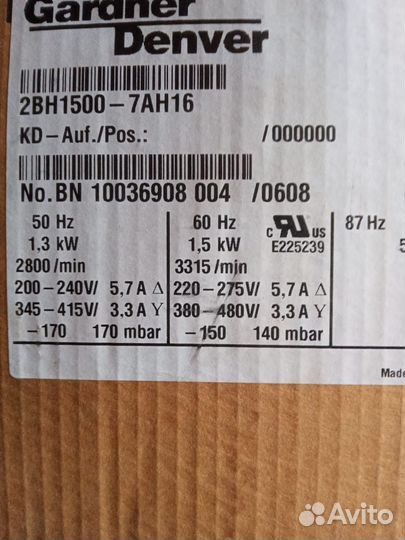 Gardner
Denver
2BH1500-7AH16
KD-Auf./Pos.: /000000
No.BN 10036908 004 /0608
50 Hz 60 Hz c RU us 87 Hz
1,3 kW 1,5 kW E225239
2800/min 3315/min
200-240V/ 5,7 A Δ 220-275V/ 5,7 A Δ
345-415V/ 3,3 A Y 380-480V/ 3,3 A Y
-170 170 mbar -150 140 mbar
Made
Avito